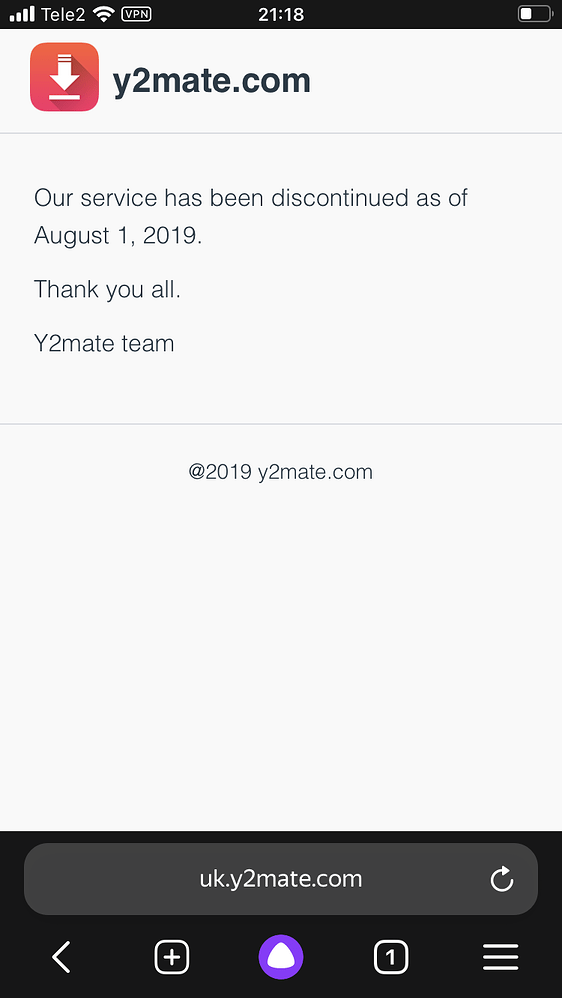 Tele2 VPN 21:18
y2mate.com
Our service has been discontinued as of
August 1, 2019.
Thank you all.
Y2mate team
@2019 y2mate.com
uk.y2mate.com
1